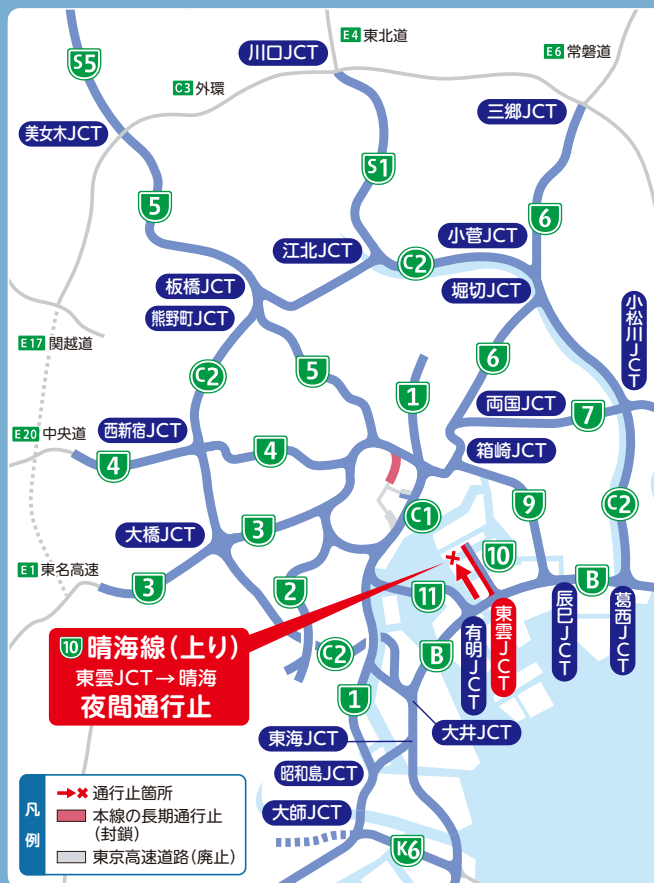 E4 東北道
川口JCT
E6 常磐道
S5
C3 外環
三郷JCT
美女木JCT
S1
5
6
小菅JCT
江北JCT
C2
板橋JCT
堀切JCT
熊野町JCT
小松川JCT
E17 関越道
C2
5
6
1
両国JCT
7
E20 中央道
西新宿JCT
4
4
箱崎JCT
9
C2
C1
大橋JCT
3
10
E1 東名高速
3
2
11
B
東雲JCT
辰巳JCT
葛西JCT
有明JCT
10 晴海線(上り)
東雲JCT→晴海
夜間通行止
C2
B
1
大井JCT
東海JCT
昭和島JCT
大師JCT
K6
凡例
通行止箇所
本線の長期通行止
(封鎖)
東京高速道路(廃止)